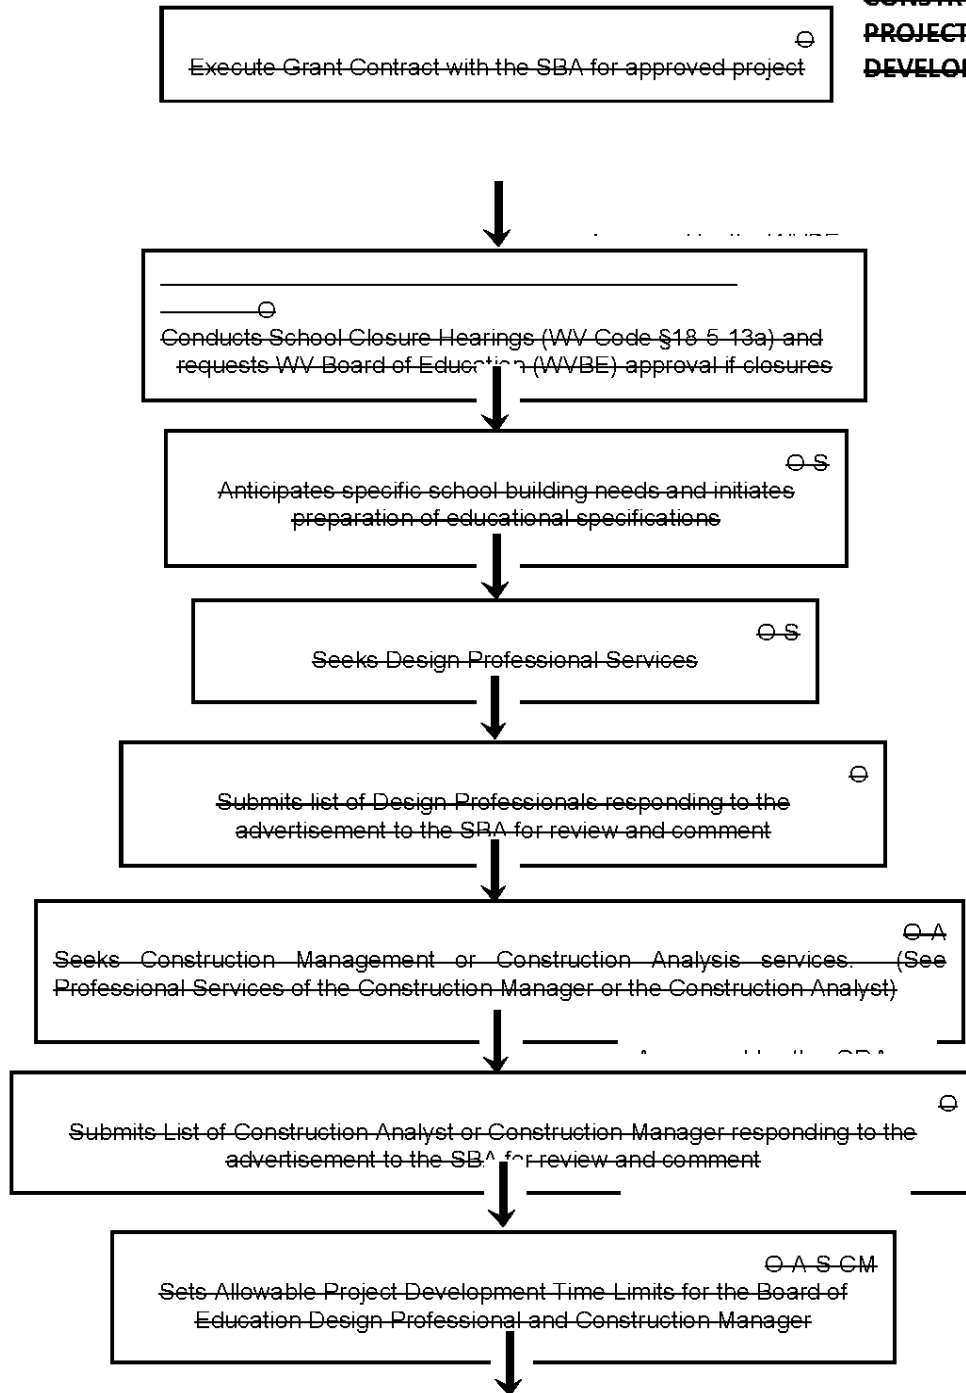 PROJECT
O
Execute Grant Contract with the SBA for approved project
O
Conducts School Closure Hearings (WV Code §18-5-13a) and
requests WV Board of Education (WVBE) approval if closures
O S
Anticipates specific school building needs and initiates
preparation of educational specifications
O S
Seeks Design Professional Services
O
Submits list of Design Professionals responding to the
advertisement to the SBA for review and comment
O A
Seeks Construction Management or Construction Analysis services. (See
Professional Services of the Construction Manager or the Construction Analyst)
O
Submits List of Construction Analyst or Construction Manager responding to the
advertisement to the SBA for review and comment
O A S CM
Sets Allowable Project Development Time Limits for the Board of
Education Design Professional and Construction Manager